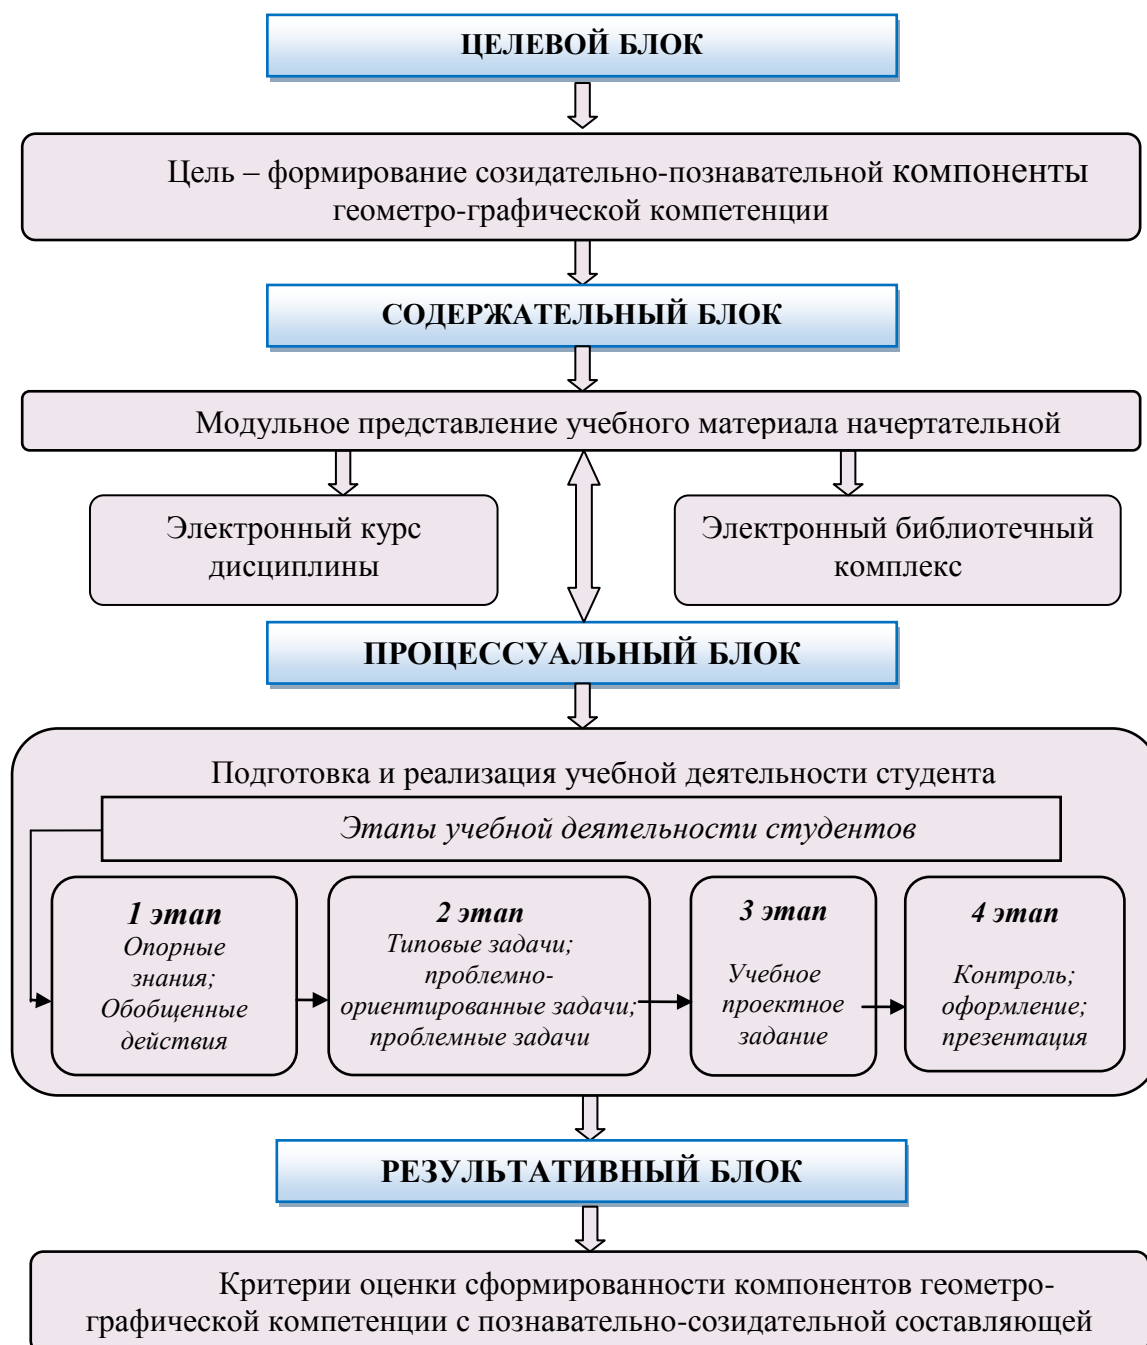 ЦЕЛЕВОЙ БЛОК
Цель – формирование созидательно-познавательной компоненты
геометро-графической компетенции
СОДЕРЖАТЕЛЬНЫЙ БЛОК
Модульное представление учебного материала начертательной
Электронный курс
дисциплины
Электронный библиотечный
комплекс
ПРОЦЕССУАЛЬНЫЙ БЛОК
Подготовка и реализация учебной деятельности студента
Этапы учебной деятельности студентов
1 этап
Опорные
знания;
Обобщенные
действия
2 этап
Типовые задачи;
проблемно-
ориентированные задачи;
проблемные задачи
3 этап
Учебное
проектное
задание
4 этап
Контроль;
оформление;
презентация
РЕЗУЛЬТАТИВНЫЙ БЛОК
Критерии оценки сформированности компонентов геометро-
графической компетенции с познавательно-созидательной составляющей